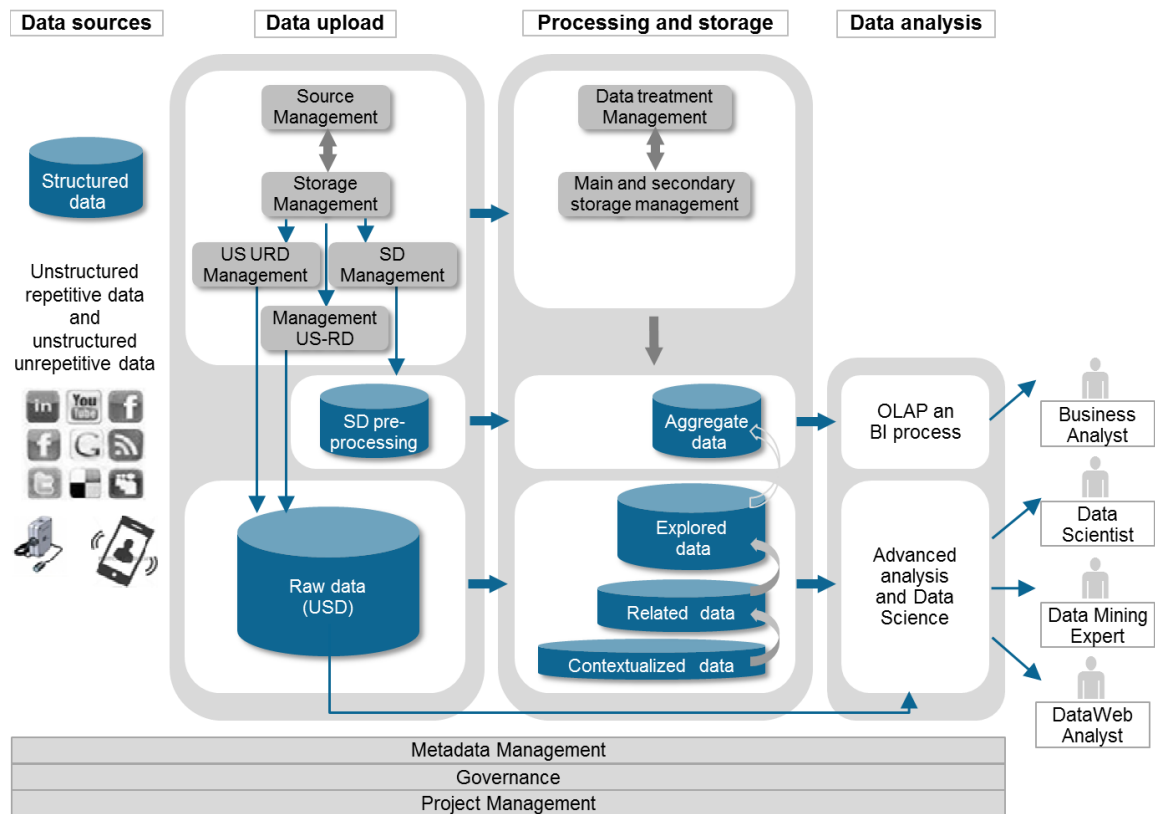 Data sources
Data upload
Processing and storage
Data analysis
Structured
data
Unstructured
repetitive data
and
unstructured
unrepetitive data
in
You
Tube
f
f
G
t
Source
Management
Storage
Management
US URD
Management
SD
Management
Management
US-RD
SD pre-
processing
Raw data
(USD)
Data treatment
Management
Main and secondary
storage management
Aggregate
data
Explored
data
Related data
Contextualized data
OLAP an
BI process
Advanced
analysis
and Data
Science
Business
Analyst
Data
Scientist
Data Mining
Expert
DataWeb
Analyst
Metadata Management
Governance
Project Management